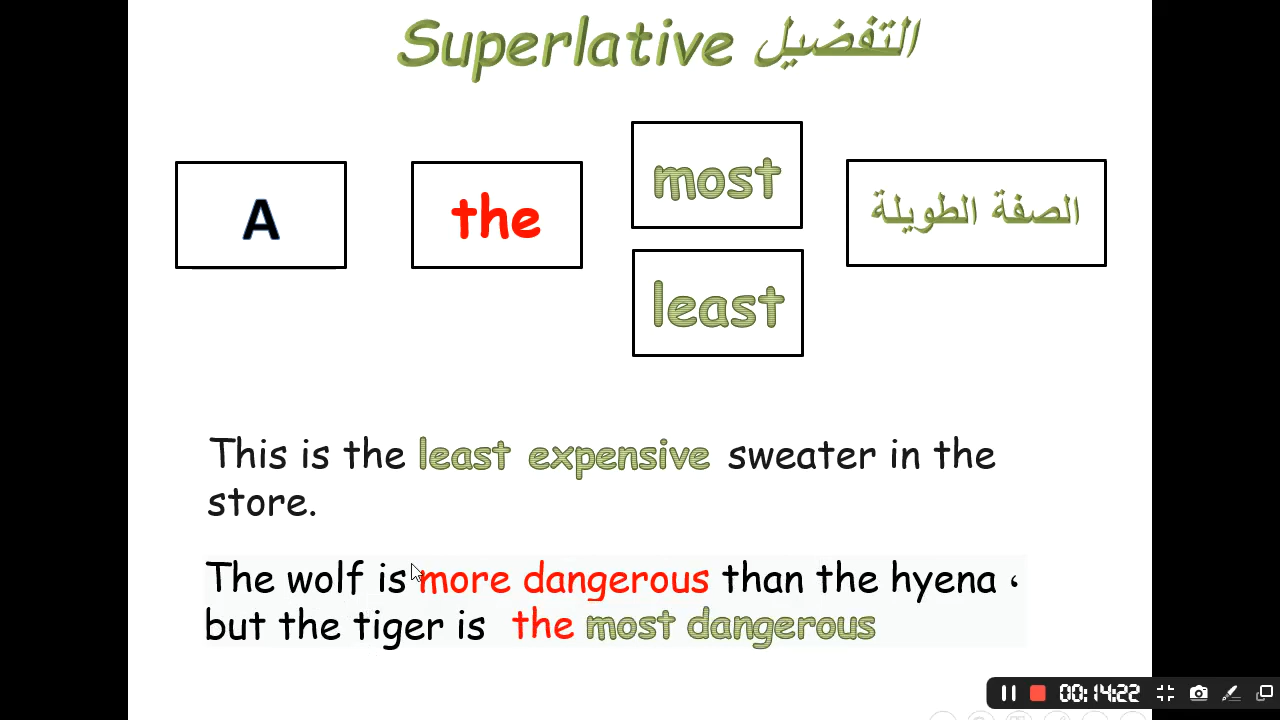 Superlative التفضيل
A
the
most
least
الصفة الطويلة
This is the least expensive sweater in the
store.
The wolf is more dangerous than the hyena ،
but the tiger is the most dangerous
00:14:22